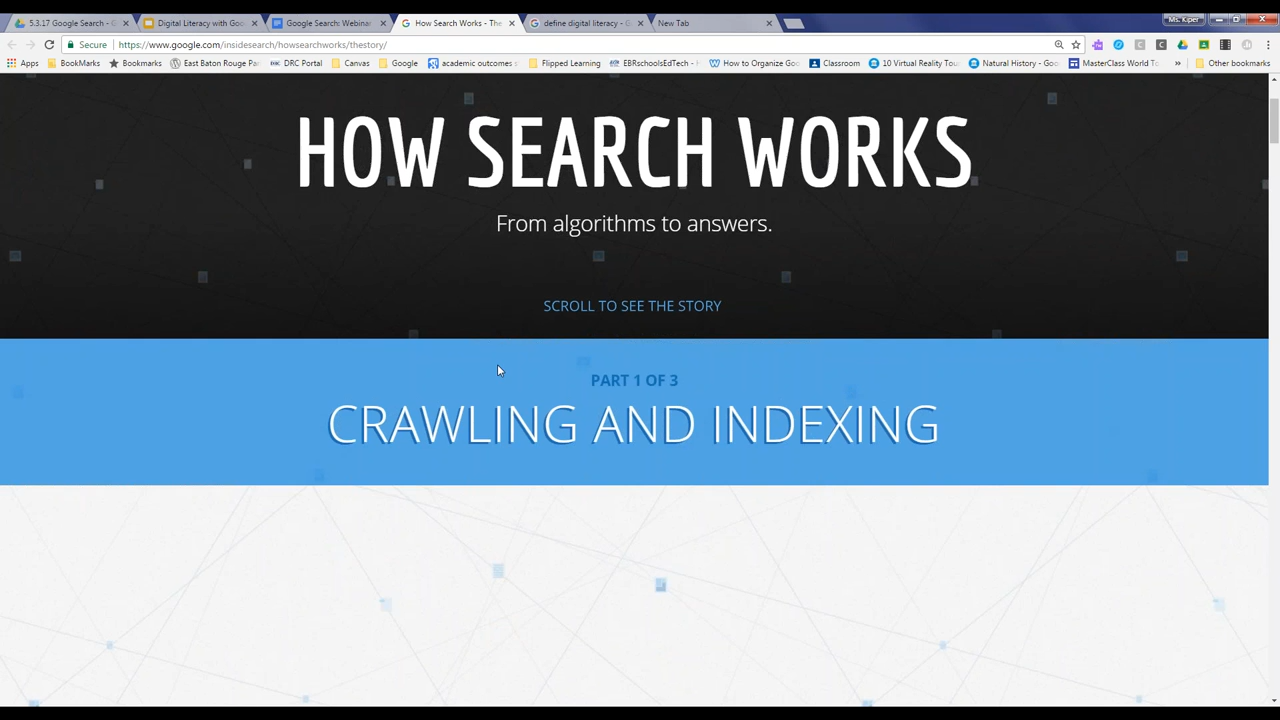 5.3.17 Google Search - G
Digital Literacy with Goo
Google Search: Webinar
How Search Works - The
define digital literacy - G
New Tab
Ms. Kiper
Secure
https://www.google.com/insidesearch/howsearchworks/thestory/
Apps
BookMarks
Bookmarks
East Baton Rouge Par
DRC Portal
Canvas
Google
academic outcomes
Flipped Learning
EBRschoolsEdTech -
How to Organize Goo
Classroom
10 Virtual Reality Tou
Natural History - Goo
MasterClass World To
»
Other bookmarks
HOW SEARCH WORKS
From algorithms to answers.
SCROLL TO SEE THE STORY
PART 1 OF 3
CRAWLING AND INDEXING